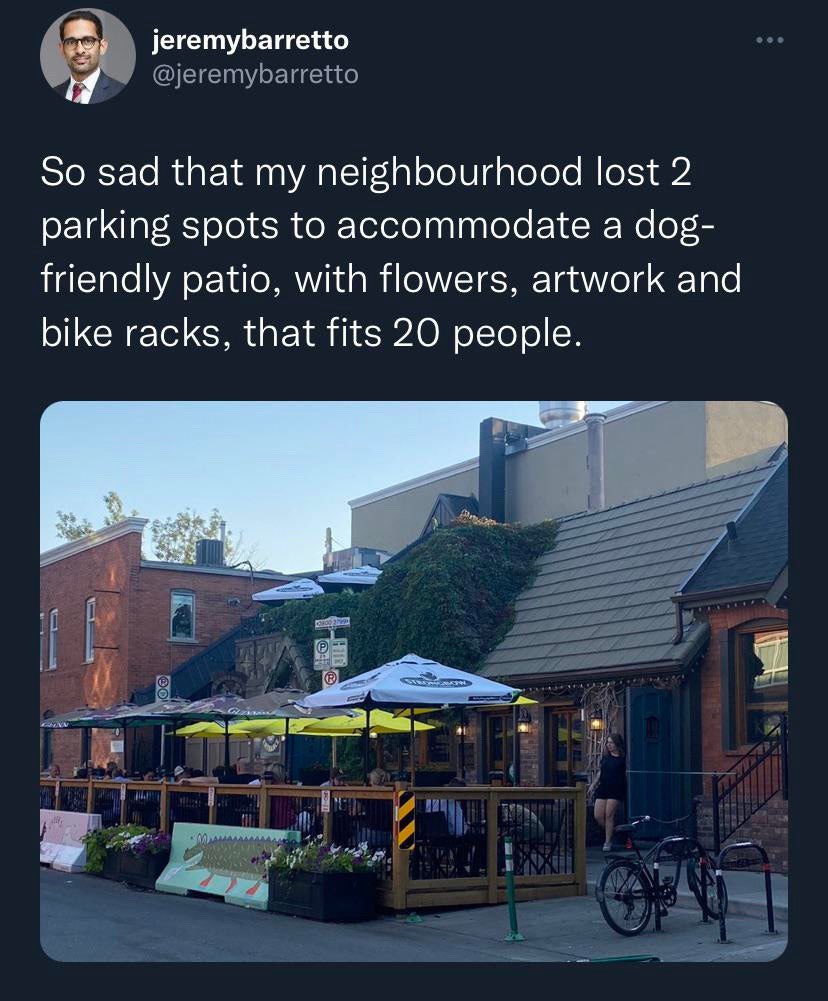 jeremybarretto
@jeremybarretto
So sad that my neighbourhood lost 2
parking spots to accommodate a dog-
friendly patio, with flowers, artwork and
bike racks, that fits 20 people.
P
P
R
STRONGBOW